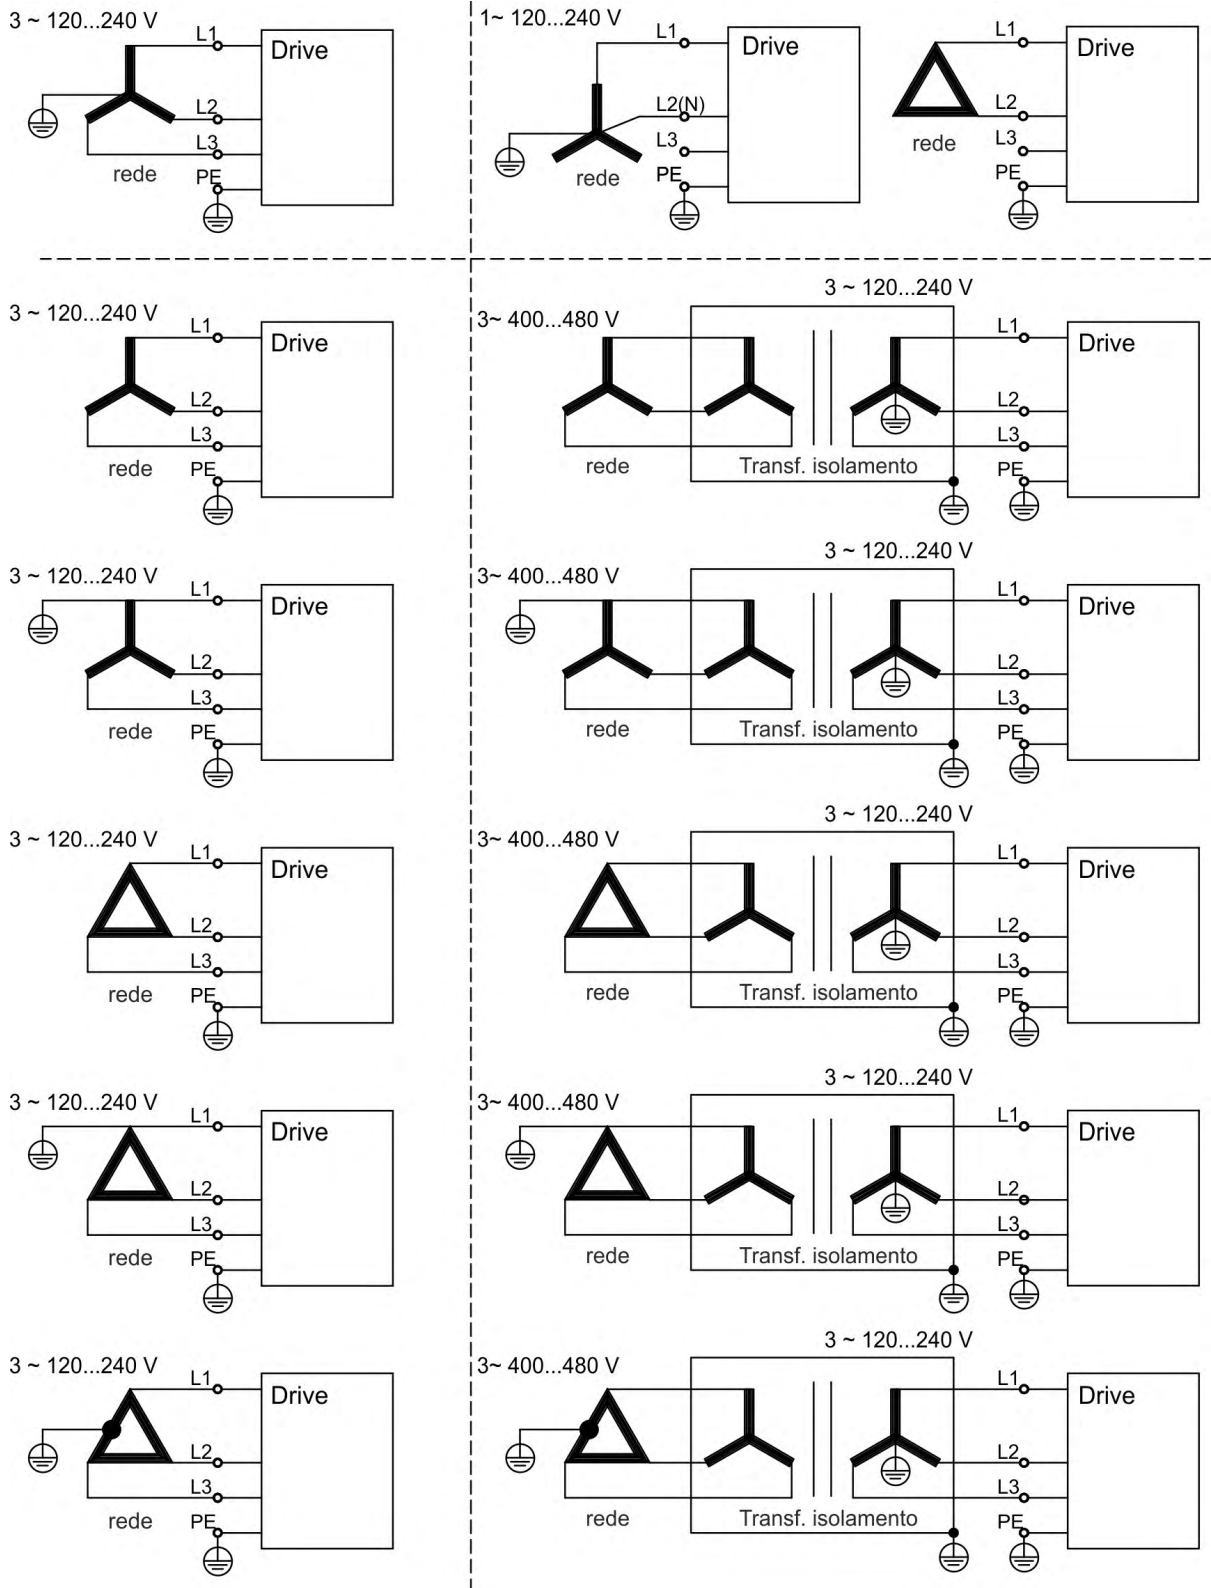 3 ~ 120...240 V
L1
Drive
L2
L3
rede
PE
1~ 120...240 V
L1
Drive
L2(N)
L3
rede
PE
L1
Drive
L2
rede
L3
PE
3 ~ 120...240 V
L1
Drive
L2
L3
rede
PE
3 ~ 120...240 V
3~ 400...480 V
L1
Drive
L2
L3
rede
Transf. isolamento
PE
3 ~ 120...240 V
L1
Drive
L2
L3
rede
PE
3 ~ 120...240 V
3~ 400...480 V
L1
Drive
L2
L3
rede
Transf. isolamento
PE
3 ~ 120...240 V
L1
Drive
L2
L3
rede
PE
3 ~ 120...240 V
3~ 400...480 V
L1
Drive
L2
L3
rede
Transf. isolamento
PE
3 ~ 120...240 V
L1
Drive
L2
L3
rede
PE
3 ~ 120...240 V
3~ 400...480 V
L1
Drive
L2
L3
rede
Transf. isolamento
PE
3 ~ 120...240 V
L1
Drive
L2
L3
rede
PE
3 ~ 120...240 V
3~ 400...480 V
L1
Drive
L2
L3
rede
Transf. isolamento
PE